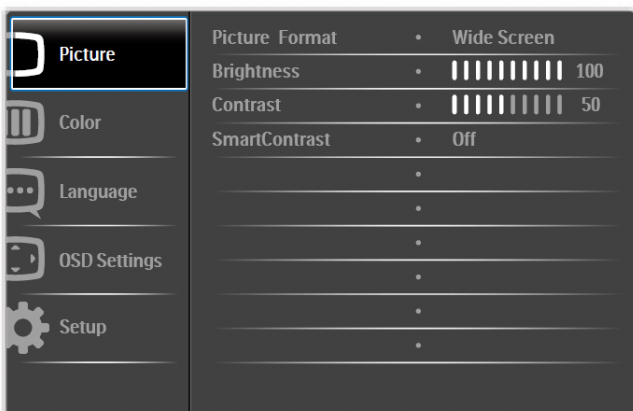 Picture
Color
Language
OSD Settings
Setup
Picture Format • Wide Screen
Brightness • 100
Contrast • 50
SmartContrast • Off
•
•
•
•
•
•